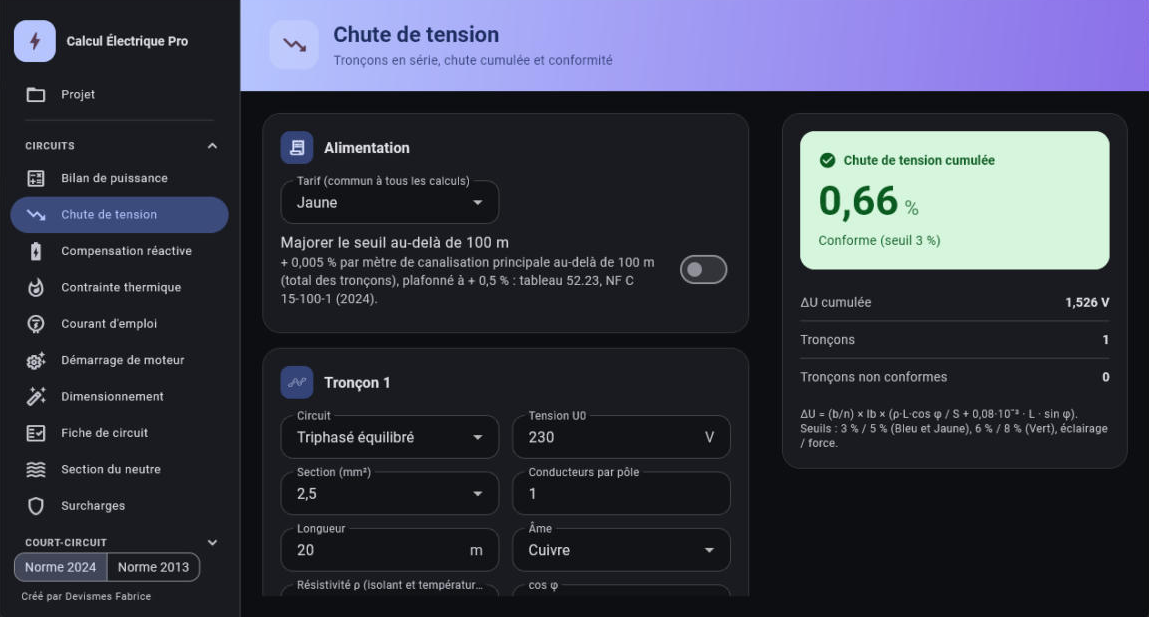 Calcul Électrique Pro
Projet
CIRCUITS
Bilan de puissance
Chute de tension
Compensation réactive
Contrainte thermique
Courant d'emploi
Démarrage de moteur
Dimensionnement
Fiche de circuit
Section du neutre
Surcharges
COURT-CIRCUIT
Norme 2024
Norme 2013
Créé par Devismes Fabrice
Chute de tension
Tronçons en série, chute cumulée et conformité
Alimentation
Tarif (commun à tous les calculs)
Jaune
Majorer le seuil au-delà de 100 m
+ 0,005 % par mètre de canalisation principale au-delà de 100 m
(total des tronçons), plafonné à + 0,5 % : tableau 52.23, NF C
15-100-1 (2024).
Tronçon 1
Circuit
Triphasé équilibré
Tension U0
230 V
Section (mm²)
2,5
Conducteurs par pôle
1
Longueur
20 m
Âme
Cuivre
Résistivité ρ (isolant et températur...
cos φ
Chute de tension cumulée
0,66 %
Conforme (seuil 3 %)
ΔU cumulée 1,526 V
Tronçons 1
Tronçons non conformes 0
ΔU = (b/n) × Ib × (ρ·L·cos φ / S + 0,08·10⁻³ · L · sin φ).
Seuils : 3 % / 5 % (Bleu et Jaune), 6 % / 8 % (Vert), éclairage
/ force.